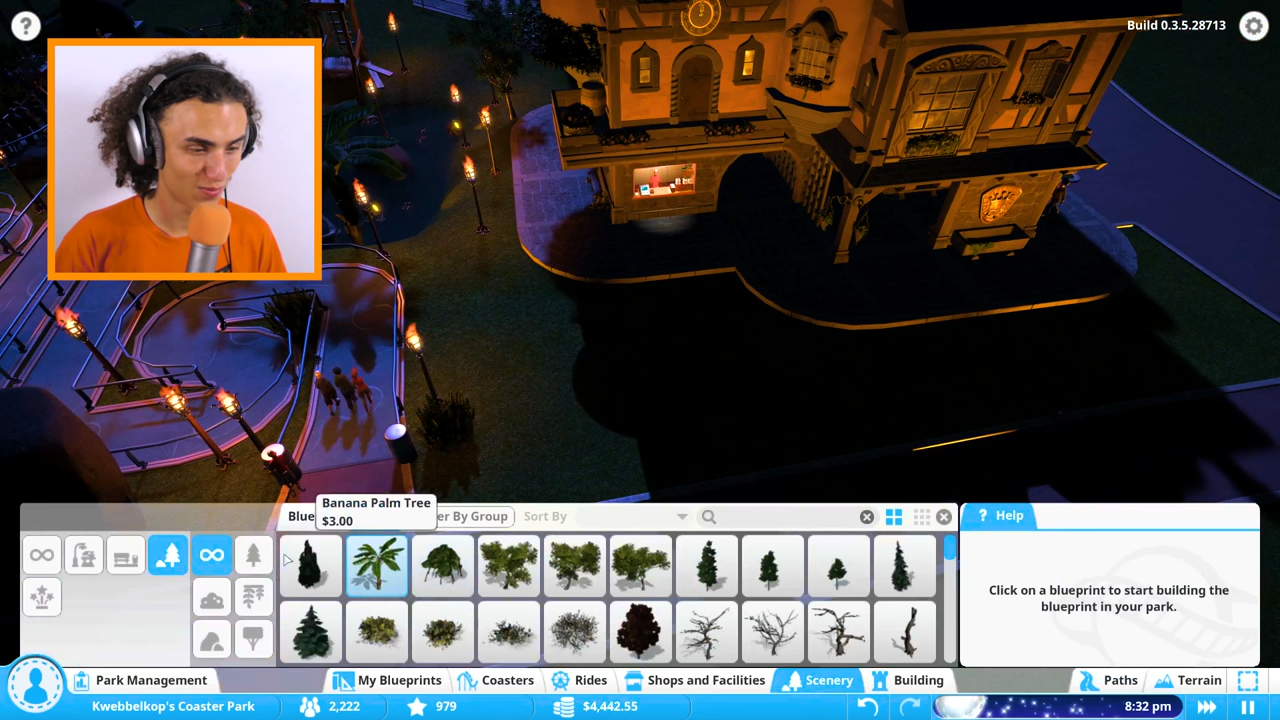 ?
Build 0.3.5.28713
Banana Palm Tree
$3.00
Blue
er By Group
Sort By
? Help
Click on a blueprint to start building the
blueprint in your park.
Park Management
My Blueprints
Coasters
Rides
Shops and Facilities
Scenery
Building
Paths
Terrain
Kwebbelkop's Coaster Park
2,222
979
$4,442.55
8:32 pm